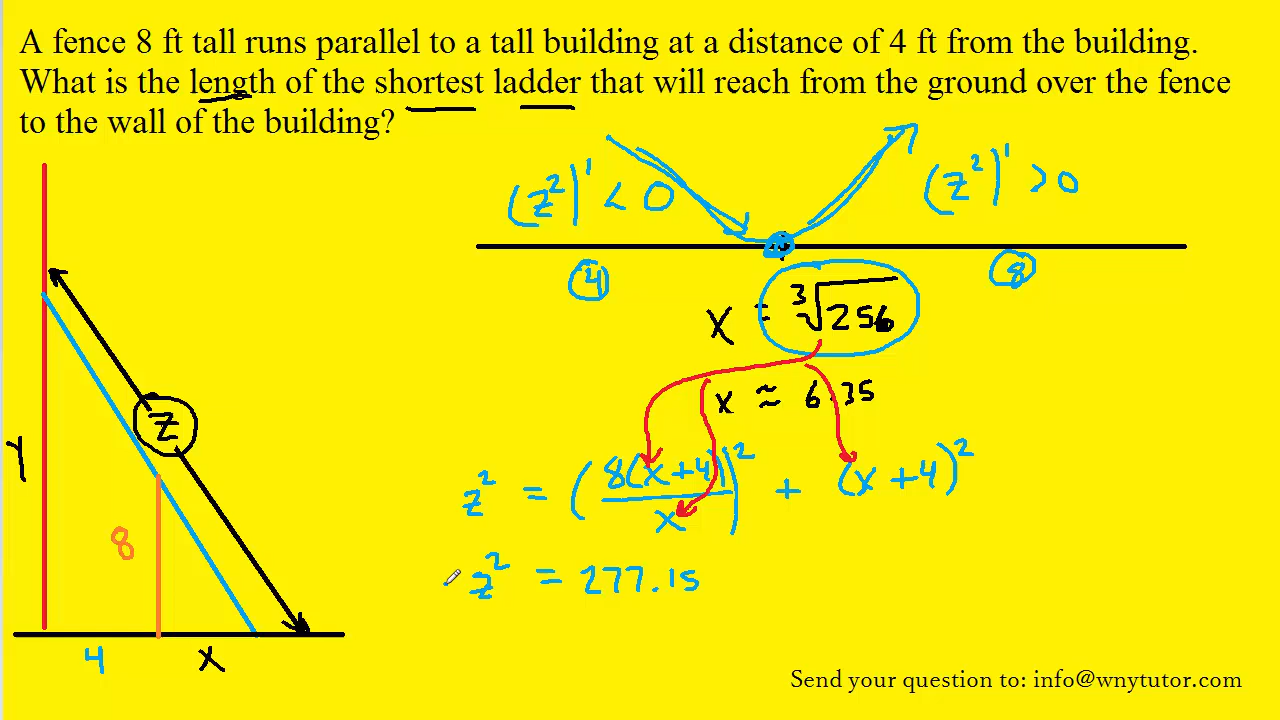 A fence 8 ft tall runs parallel to a tall building at a distance of 4 ft from the building.
What is the length of the shortest ladder that will reach from the ground over the fence
to the wall of the building?
(z²)' < 0
(z²)' > 0
4
8
x = ∛256
x ≈ 6.35
z
y
z² = (8(x+4)/x)² + (x+4)²
8
z² = 277.15
4
x
Send your question to: info@wnytutor.com